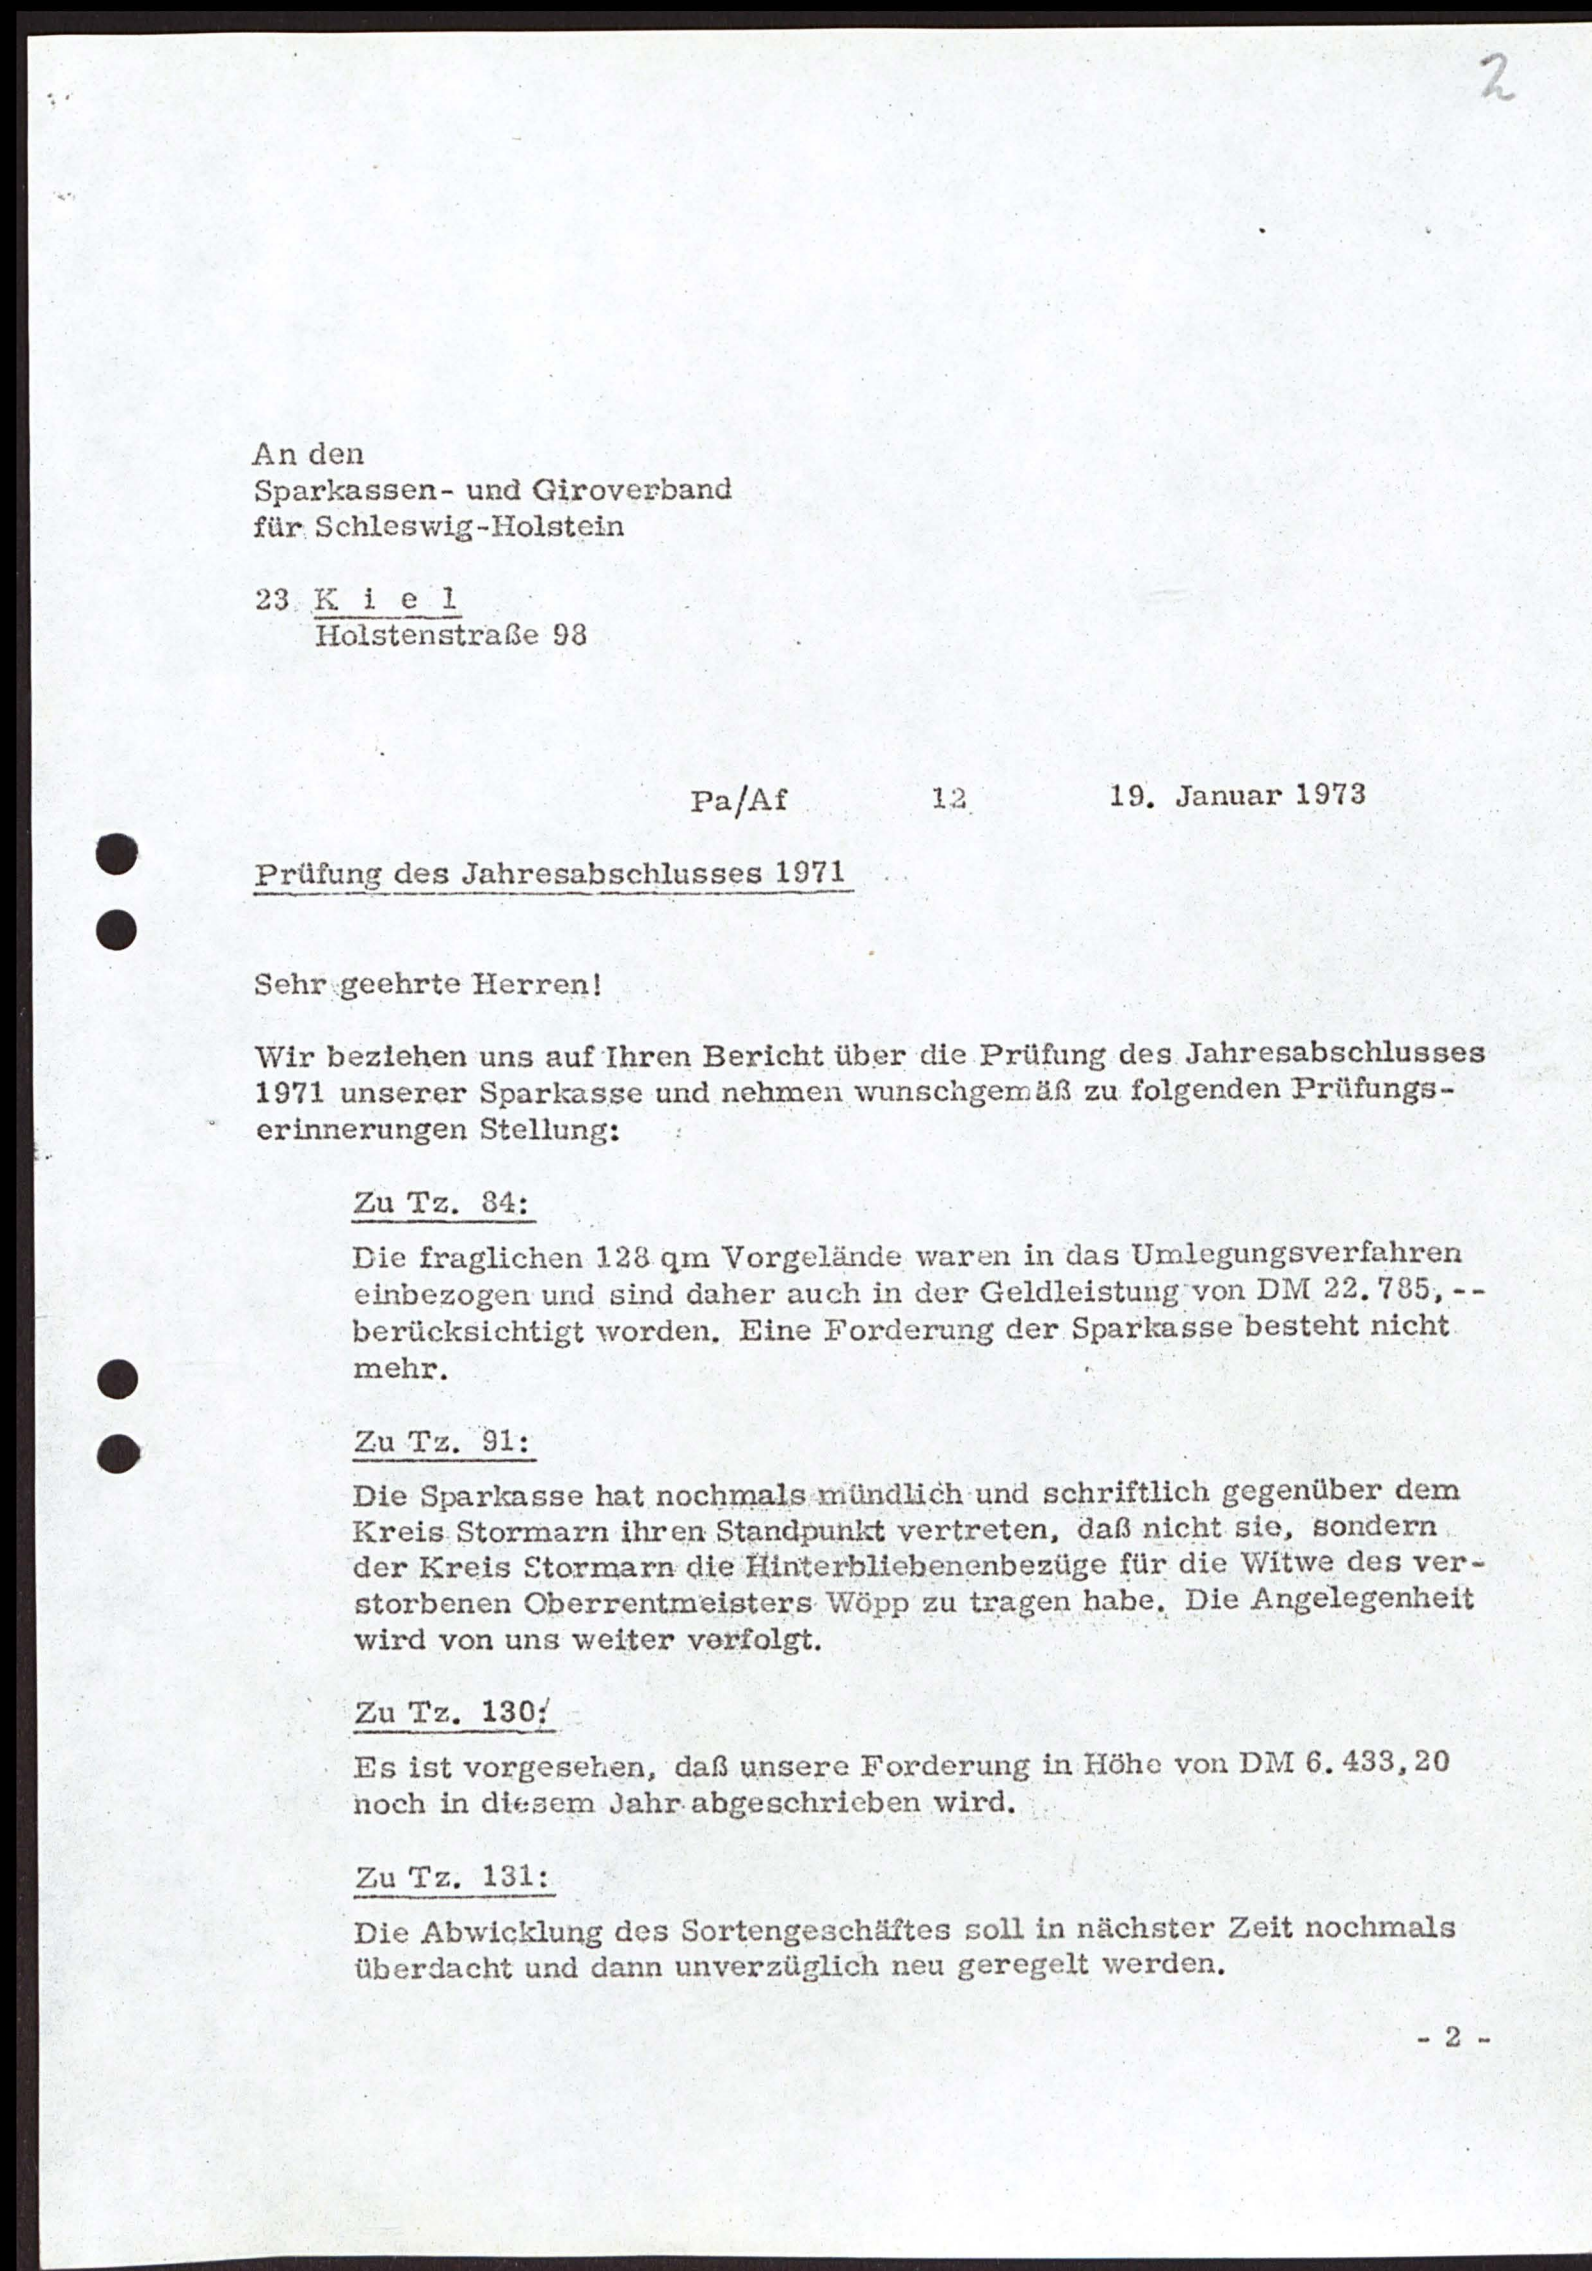 2
An den
Sparkassen- und Giroverband
für Schleswig-Holstein
23 K i e l
Holstenstraße 98
Pa/Af 12 19. Januar 1973
Prüfung des Jahresabschlusses 1971
Sehr geehrte Herren!
Wir beziehen uns auf Ihren Bericht über die Prüfung des Jahresabschlusses
1971 unserer Sparkasse und nehmen wunschgemäß zu folgenden Prüfungs-
erinnerungen Stellung:
Zu Tz. 84:
Die fraglichen 128 qm Vorgelände waren in das Umlegungsverfahren
einbezogen und sind daher auch in der Geldleistung von DM 22.785,--
berücksichtigt worden. Eine Forderung der Sparkasse besteht nicht
mehr.
Zu Tz. 91:
Die Sparkasse hat nochmals mündlich und schriftlich gegenüber dem
Kreis Stormarn ihren Standpunkt vertreten, daß nicht sie, sondern
der Kreis Stormarn die Hinterbliebenenbezüge für die Witwe des ver-
storbenen Oberrentmeisters Wöpp zu tragen habe. Die Angelegenheit
wird von uns weiter verfolgt.
Zu Tz. 130:
Es ist vorgesehen, daß unsere Forderung in Höhe von DM 6.433,20
noch in diesem Jahr abgeschrieben wird.
Zu Tz. 131:
Die Abwicklung des Sortengeschäftes soll in nächster Zeit nochmals
überdacht und dann unverzüglich neu geregelt werden.
- 2 -